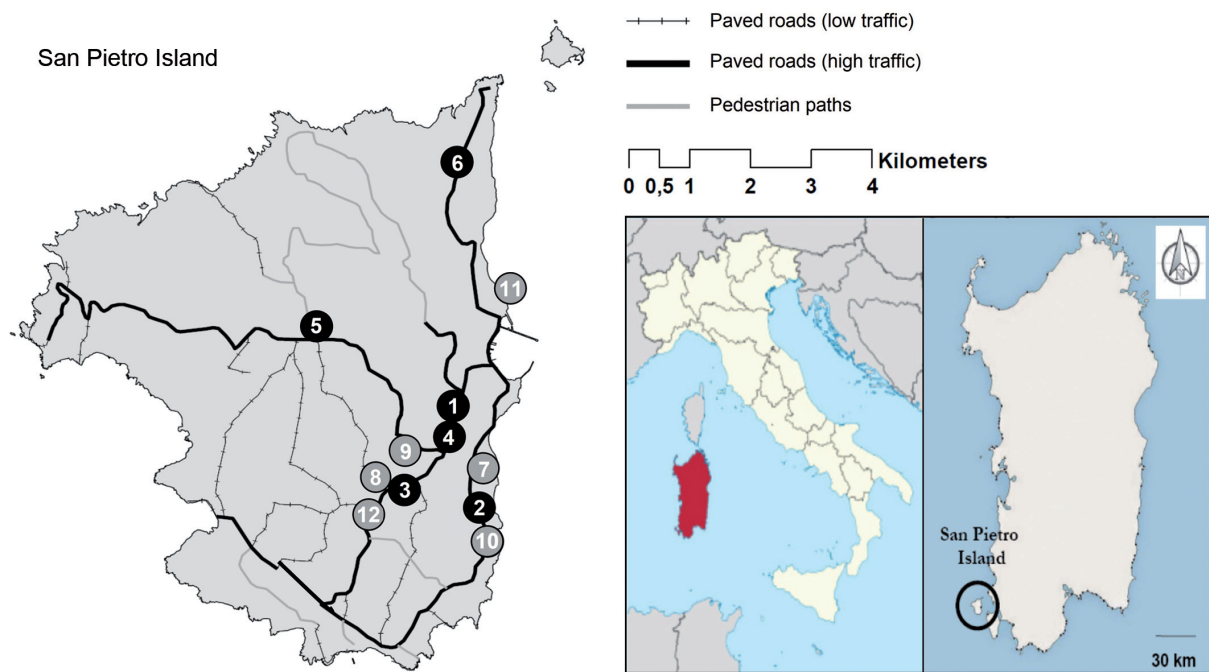 San Pietro Island
Paved roads (low traffic)
Paved roads (high traffic)
Pedestrian paths
Kilometers
0 0,5 1 2 3 4
6
11
5
1
4
9
7
8
3
2
12
10
N
San Pietro
Island
30 km